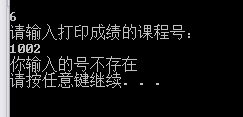 6
请输入打印成绩的课程号：
1002
你输入的号不存在
请按任意键继续. . .